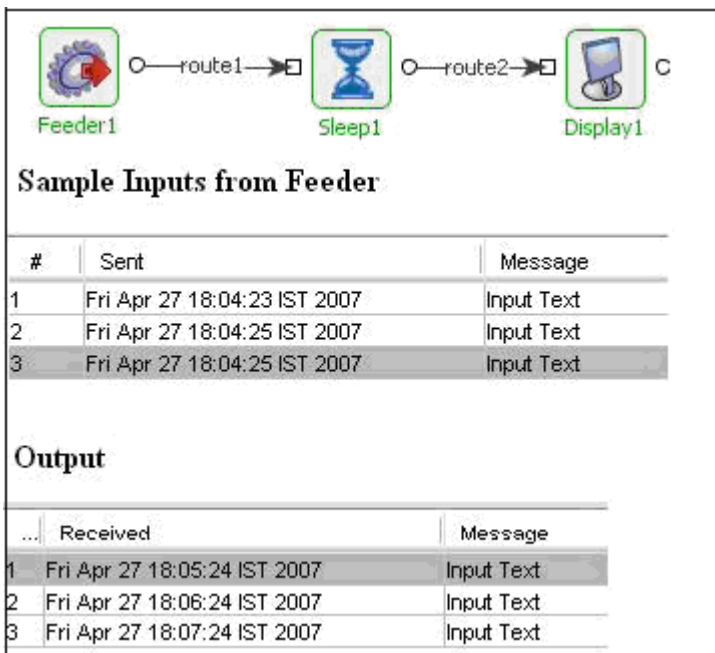 route1 route2
Feeder1 Sleep1 Display1
Sample Inputs from Feeder
# Sent Message
1 Fri Apr 27 18:04:23 IST 2007 Input Text
2 Fri Apr 27 18:04:25 IST 2007 Input Text
3 Fri Apr 27 18:04:25 IST 2007 Input Text
Output
... Received Message
1 Fri Apr 27 18:05:24 IST 2007 Input Text
2 Fri Apr 27 18:06:24 IST 2007 Input Text
3 Fri Apr 27 18:07:24 IST 2007 Input Text